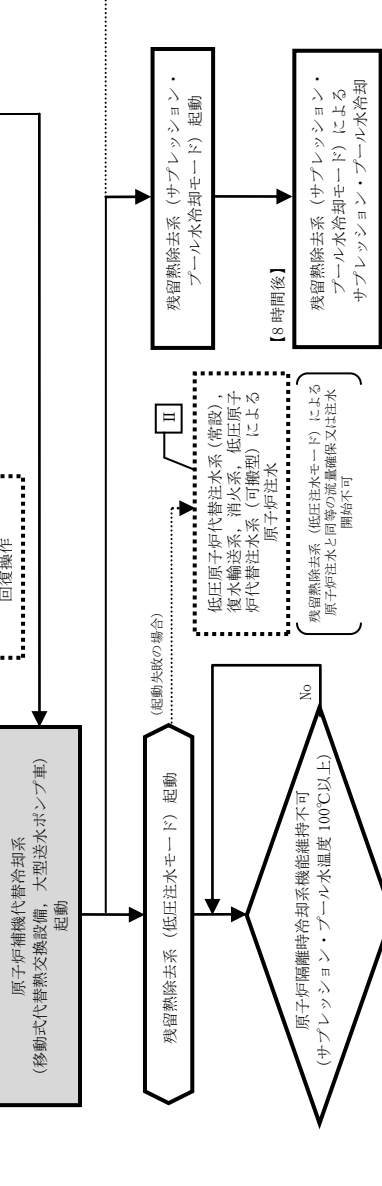 回復操作
原子炉補機代替冷却系
（移動式代替熱交換設備，大型送水ポンプ車）
起動
残留熱除去系（低圧注水モード）起動
（起動失敗の場合）
Ⅱ
低圧原子炉代替注水系（常設），
復水輸送系，消火系，低圧原子
炉代替注水系（可搬型）による
原子炉注水
残留熱除去系（低圧注水モード）による
原子炉注水と同等の流量確保又は注水
開始不可
残留熱除去系（サプレッション・
プール水冷却モード）起動
【8 時間後】
残留熱除去系（サプレッション・
プール水冷却モード）による
サプレッション・プール水冷却
原子炉隔離時冷却系機能維持不可
（サプレッション・プール水温度 100℃以上）
No